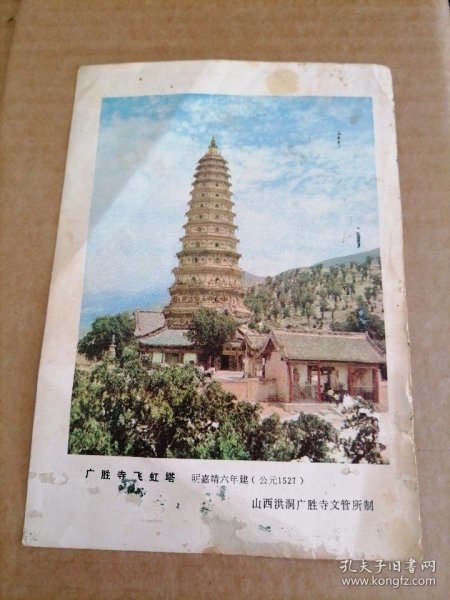 广胜寺飞虹塔 明嘉靖六年建(公元1527)
山西洪洞广胜寺文管所制
孔夫子旧书网
www.kongfz.com